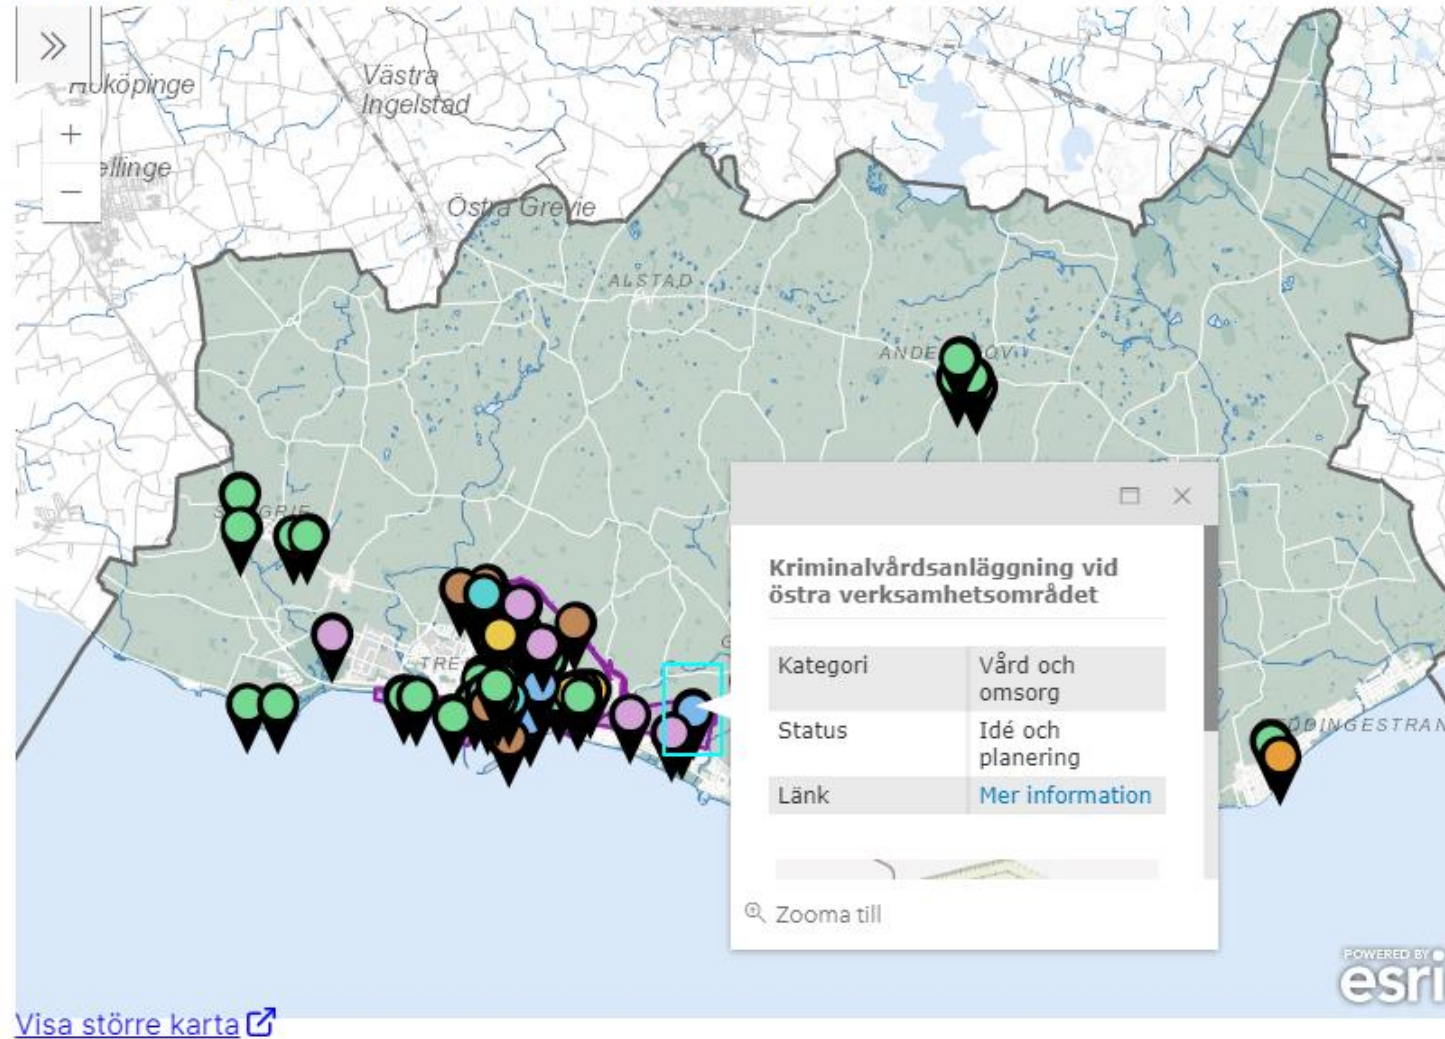 Västra
Ingelstad
Östra Grevie
ALSTAD
Kriminalvårdsanläggning vid
östra verksamhetsområdet
Kategori
Vård och
omsorg
Status
Idé och
planering
Länk
Mer information
Zooma till
POWERED BY
esri
Visa större karta